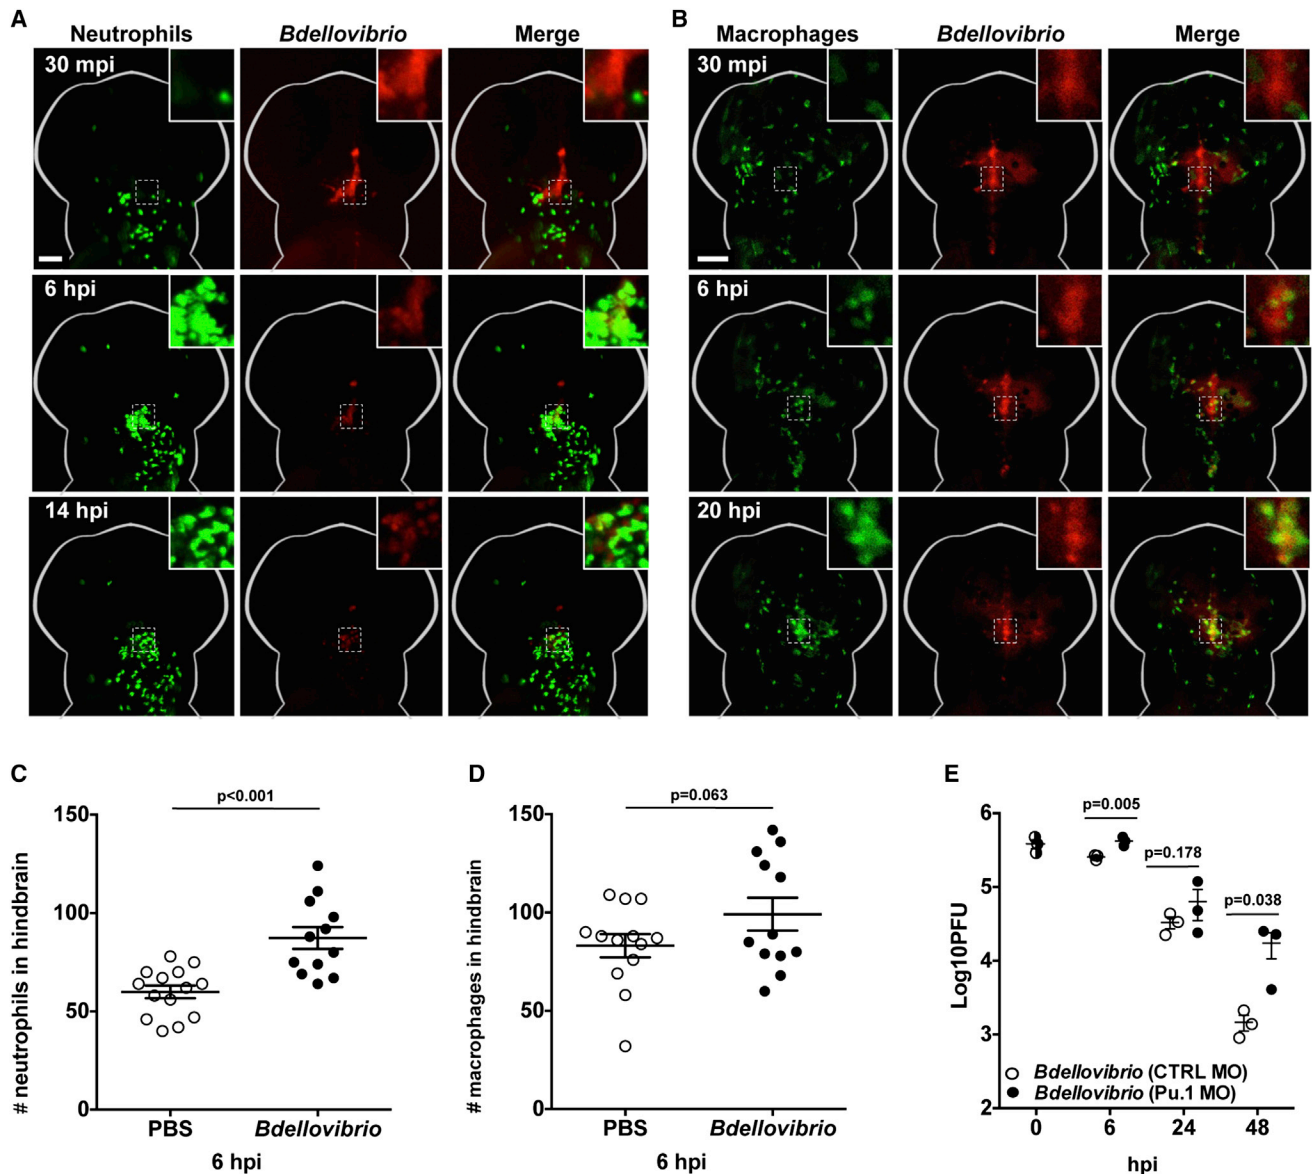 A
Neutrophils
Bdellovibrio
Merge
30 mpi
6 hpi
14 hpi
B
Macrophages
Bdellovibrio
Merge
30 mpi
6 hpi
20 hpi
C
# neutrophils in hindbrain
150
100
50
0
p<0.001
PBS
Bdellovibrio
6 hpi
D
# macrophages in hindbrain
150
100
50
0
p=0.063
PBS
Bdellovibrio
6 hpi
E
Log10PFU
6
5
4
3
2
p=0.005
p=0.178
p=0.038
Bdellovibrio (CTRL MO)
Bdellovibrio (Pu.1 MO)
0 6 24 48
hpi